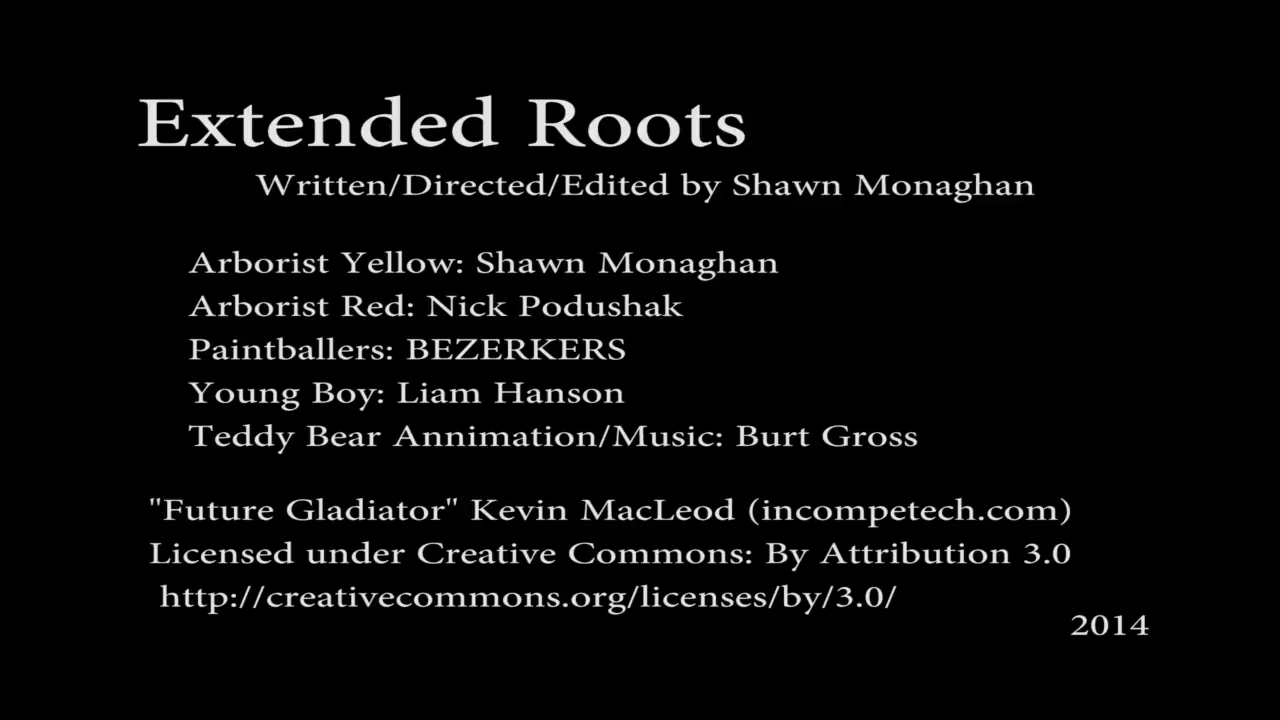 Extended Roots
Written/Directed/Edited by Shawn Monaghan
Arborist Yellow: Shawn Monaghan
Arborist Red: Nick Podushak
Paintballers: BEZERKERS
Young Boy: Liam Hanson
Teddy Bear Annimation/Music: Burt Gross
"Future Gladiator" Kevin MacLeod (incompetech.com)
Licensed under Creative Commons: By Attribution 3.0
http://creativecommons.org/licenses/by/3.0/
2014